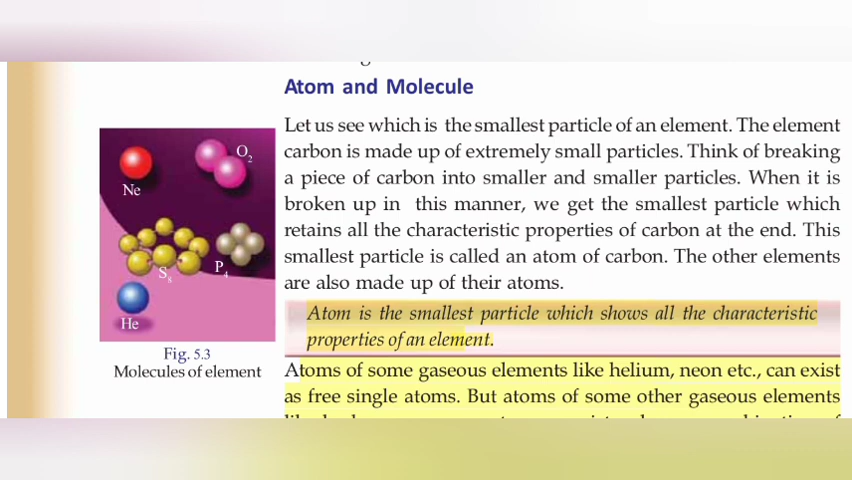 Atom and Molecule
Let us see which is the smallest particle of an element. The element
carbon is made up of extremely small particles. Think of breaking
a piece of carbon into smaller and smaller particles. When it is
broken up in this manner, we get the smallest particle which
retains all the characteristic properties of carbon at the end. This
smallest particle is called an atom of carbon. The other elements
are also made up of their atoms.
Atom is the smallest particle which shows all the characteristic
properties of an element.
Atoms of some gaseous elements like helium, neon etc., can exist
as free single atoms. But atoms of some other gaseous elements
Ne
O₂
S₈
P₄
He
Fig. 5.3
Molecules of element